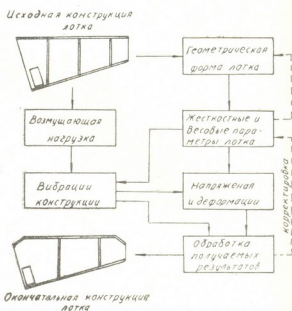 Исходная конструкция
лотка
Геометрическая
форма лотка
Возмущающая
нагрузка
Жесткостные и
весовые пара-
метры лотка
Вибрации
конструкции
Напряжения
и деформации
Обработка
получаемых
результатов
корректировка
Окончательная конструкция
лотка